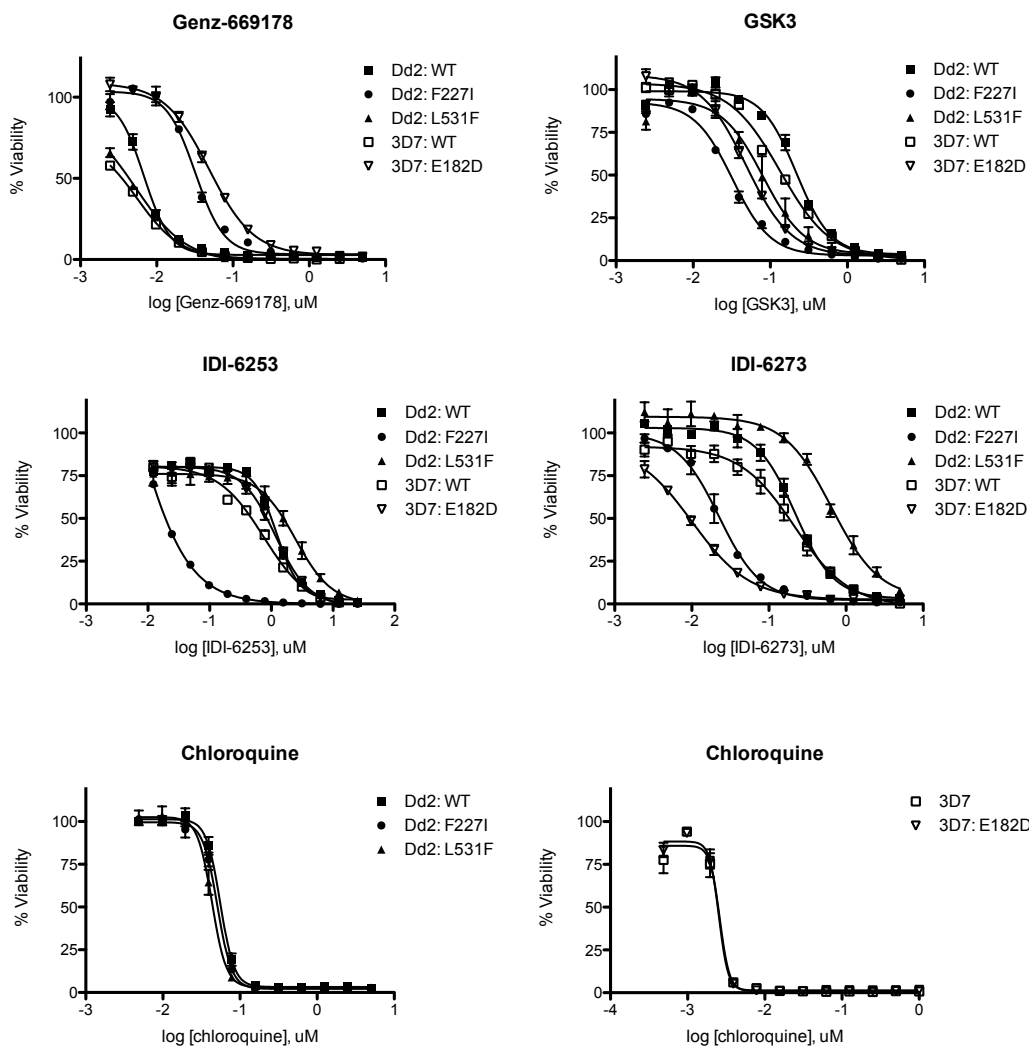 Genz-669178
100
50
0
% Viability
-3
-2
-1
0
1
log [Genz-669178], uM
Dd2: WT
Dd2: F227I
Dd2: L531F
3D7: WT
3D7: E182D
GSK3
100
75
50
25
0
% Viability
-3
-2
-1
0
1
log [GSK3], uM
Dd2: WT
Dd2: F227I
Dd2: L531F
3D7: WT
3D7: E182D
IDI-6253
100
75
50
25
0
% Viability
-3
-2
-1
0
1
2
log [IDI-6253], uM
Dd2: WT
Dd2: F227I
Dd2: L531F
3D7: WT
3D7: E182D
IDI-6273
100
75
50
25
0
% Viability
-3
-2
-1
0
1
log [IDI-6273], uM
Dd2: WT
Dd2: F227I
Dd2: L531F
3D7: WT
3D7: E182D
Chloroquine
100
75
50
25
0
% Viability
-3
-2
-1
0
1
log [chloroquine], uM
Dd2: WT
Dd2: F227I
Dd2: L531F
Chloroquine
100
75
50
25
0
% Viability
-4
-3
-2
-1
0
log [chloroquine], uM
3D7
3D7: E182D